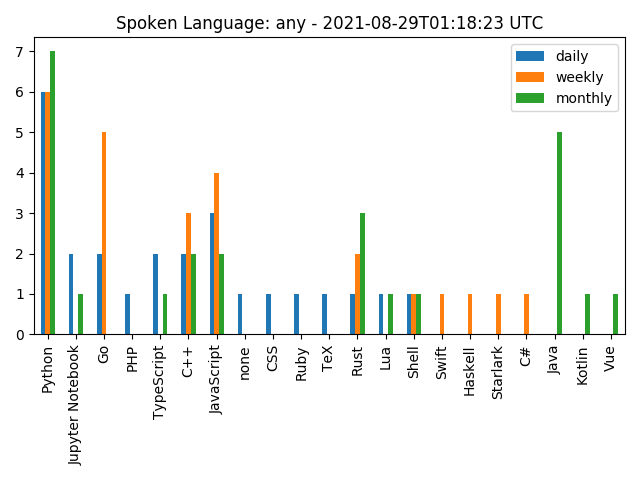 Spoken Language: any - 2021-08-29T01:18:23 UTC
daily
weekly
monthly
7
6
5
4
3
2
1
0
Python
Jupyter Notebook
Go
PHP
TypeScript
C++
JavaScript
none
CSS
Ruby
TeX
Rust
Lua
Shell
Swift
Haskell
Starlark
C#
Java
Kotlin
Vue